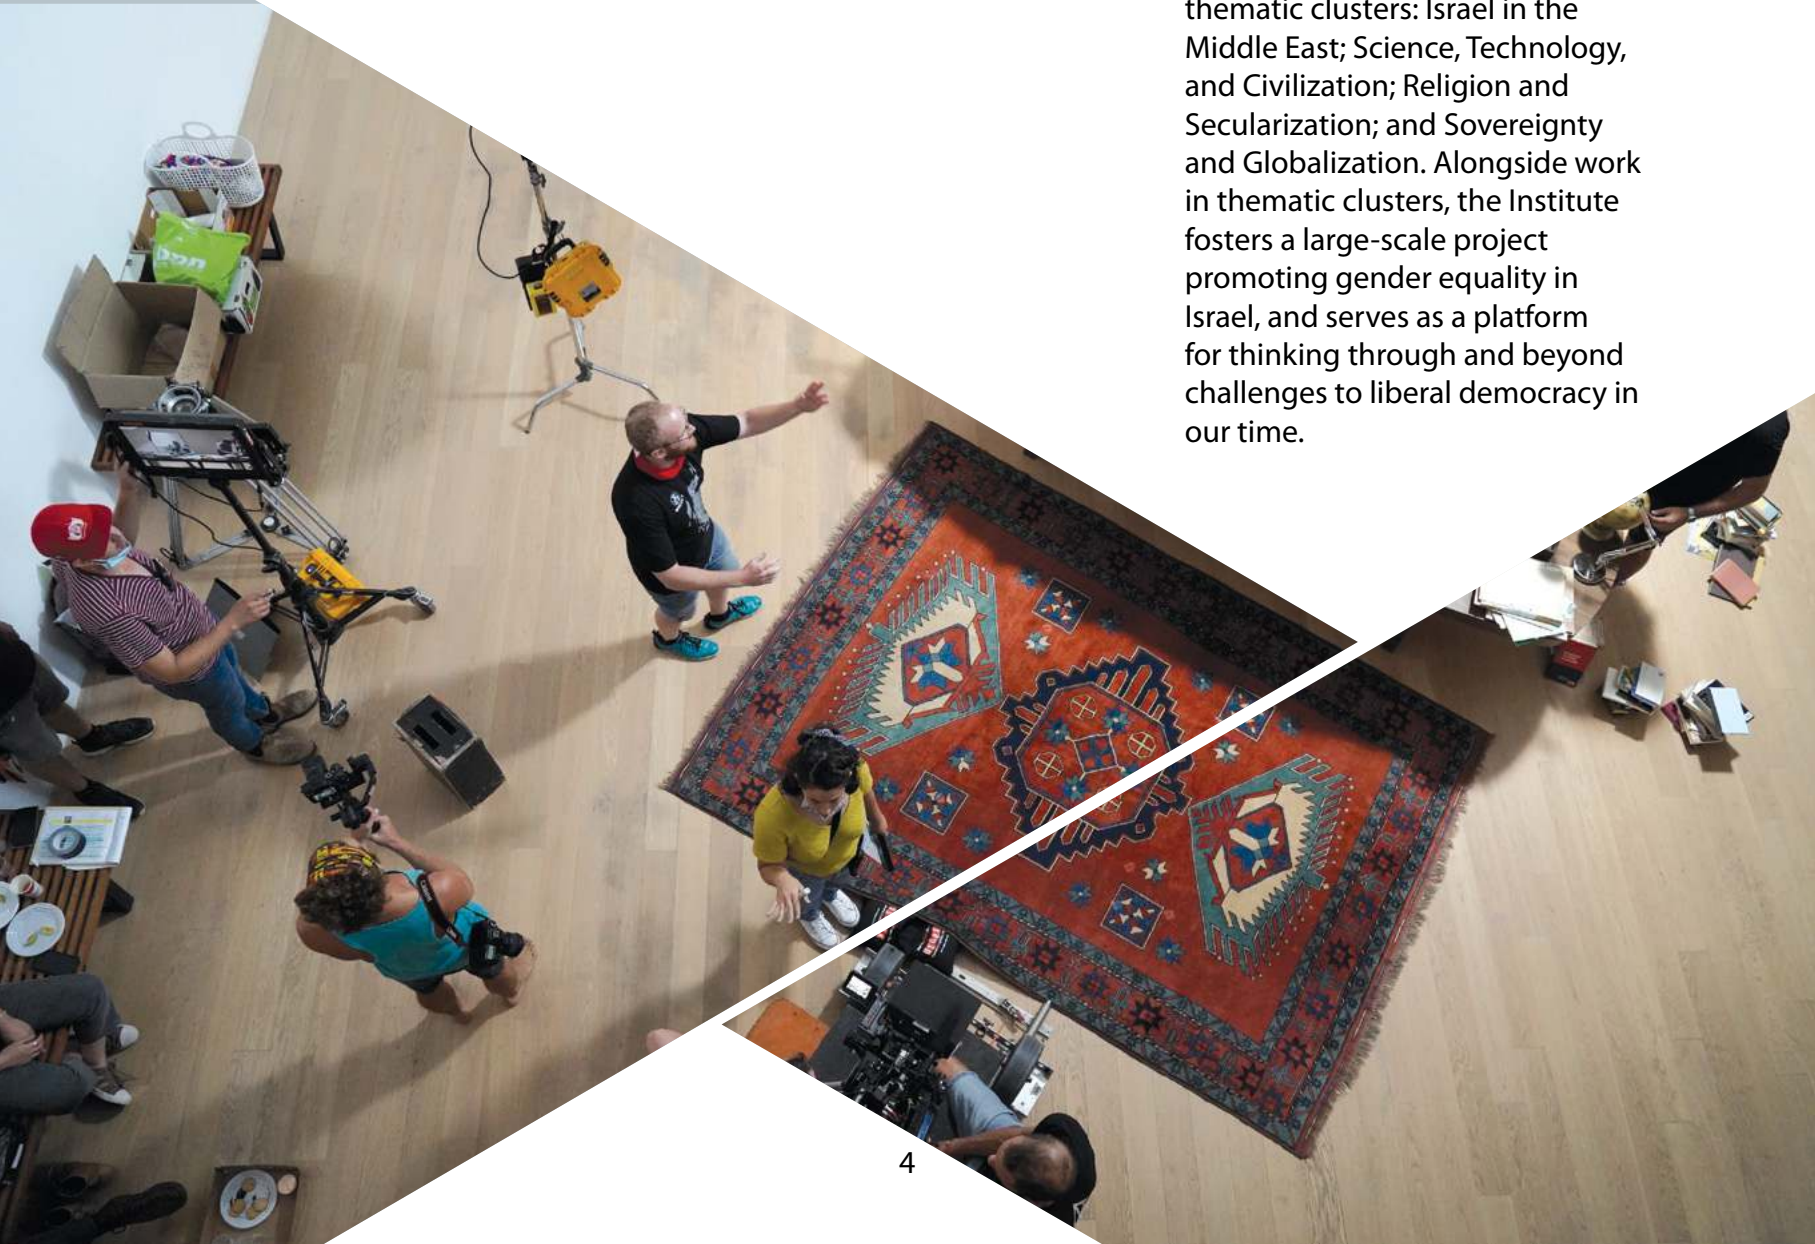 thematic clusters: Israel in the
Middle East; Science, Technology,
and Civilization; Religion and
Secularization; and Sovereignty
and Globalization. Alongside work
in thematic clusters, the Institute
fosters a large-scale project
promoting gender equality in
Israel, and serves as a platform
for thinking through and beyond
challenges to liberal democracy in
our time.
4